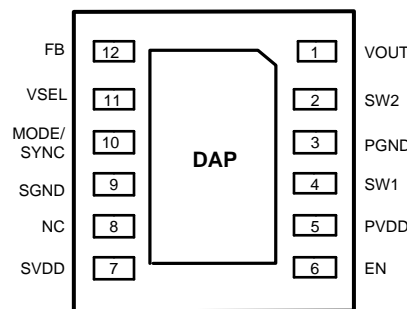 FB 12 1 VOUT
VSEL 11 2 SW2
MODE/
SYNC 10 3 PGND
DAP
SGND 9 4 SW1
NC 8 5 PVDD
SVDD 7 6 EN